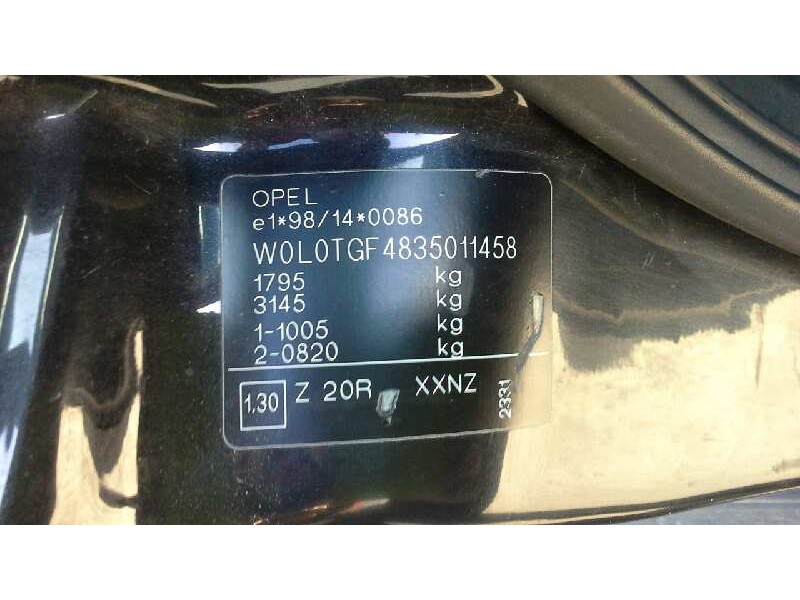 OPEL
e1*98/14*0086
W0L0TGF4835011458
1795 kg
3145 kg
1-1005 kg
2-0820 kg
1.30 Z 20R XXNZ 2331